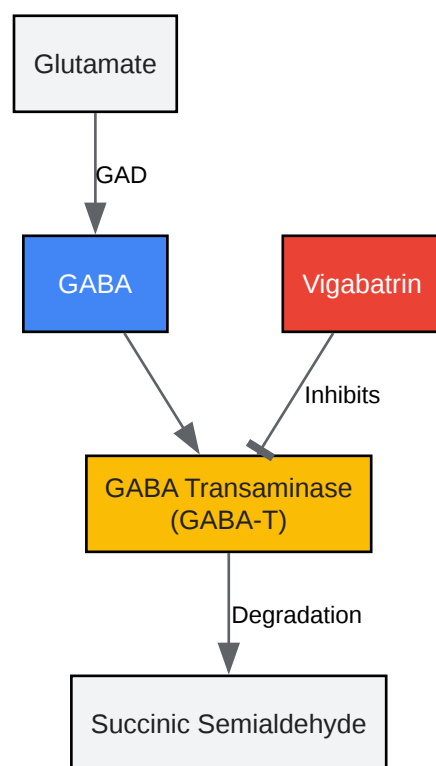 Glutamate
GAD
GABA
Vigabatrin
Inhibits
GABA Transaminase
(GABA-T)
Degradation
Succinic Semialdehyde